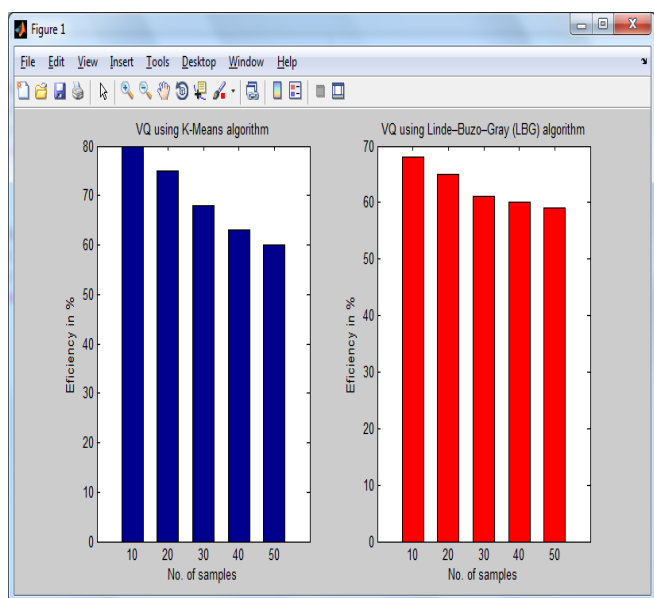 Figure 1
File Edit View Insert Tools Desktop Window Help
VQ using K-Means algorithm
80
70
60
50
40
30
20
10
0
Eficiency in %
10 20 30 40 50
No. of samples
VQ using Linde–Buzo–Gray (LBG) algorithm
70
60
50
40
30
20
10
0
Eficiency in %
10 20 30 40 50
No. of samples